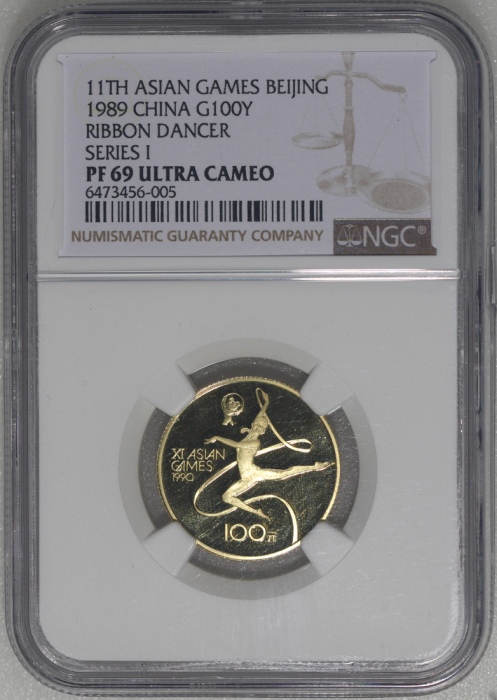 11TH ASIAN GAMES BEIJING
1989 CHINA G100Y
RIBBON DANCER
SERIES I
PF 69 ULTRA CAMEO
6473456-005
NUMISMATIC GUARANTY COMPANY
NGC®
XI ASIAN
GAMES
1990
100元